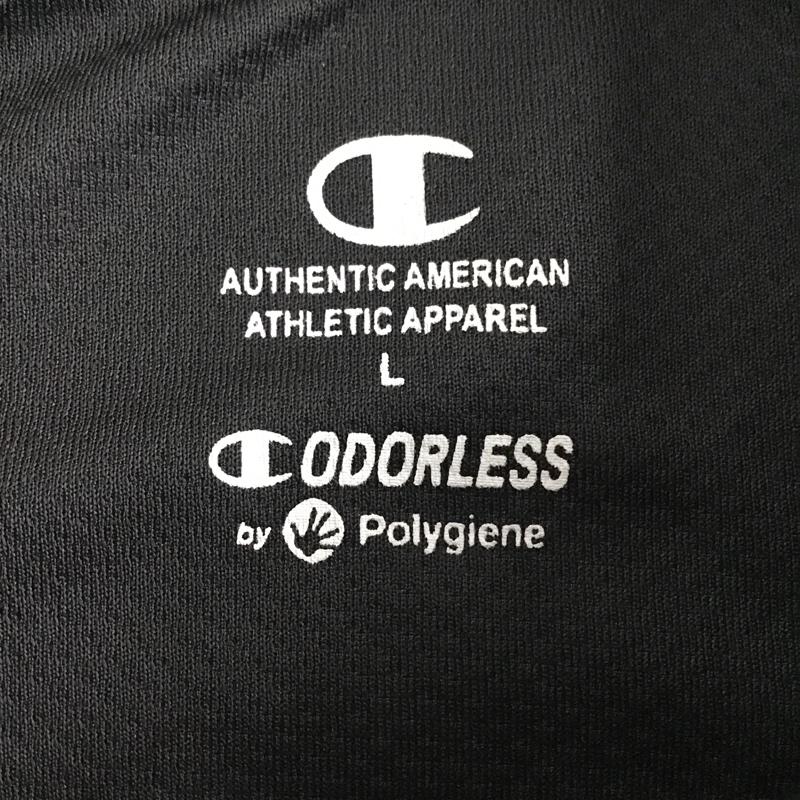 AUTHENTIC AMERICAN
ATHLETIC APPAREL
L
ODORLESS
by Polygiene